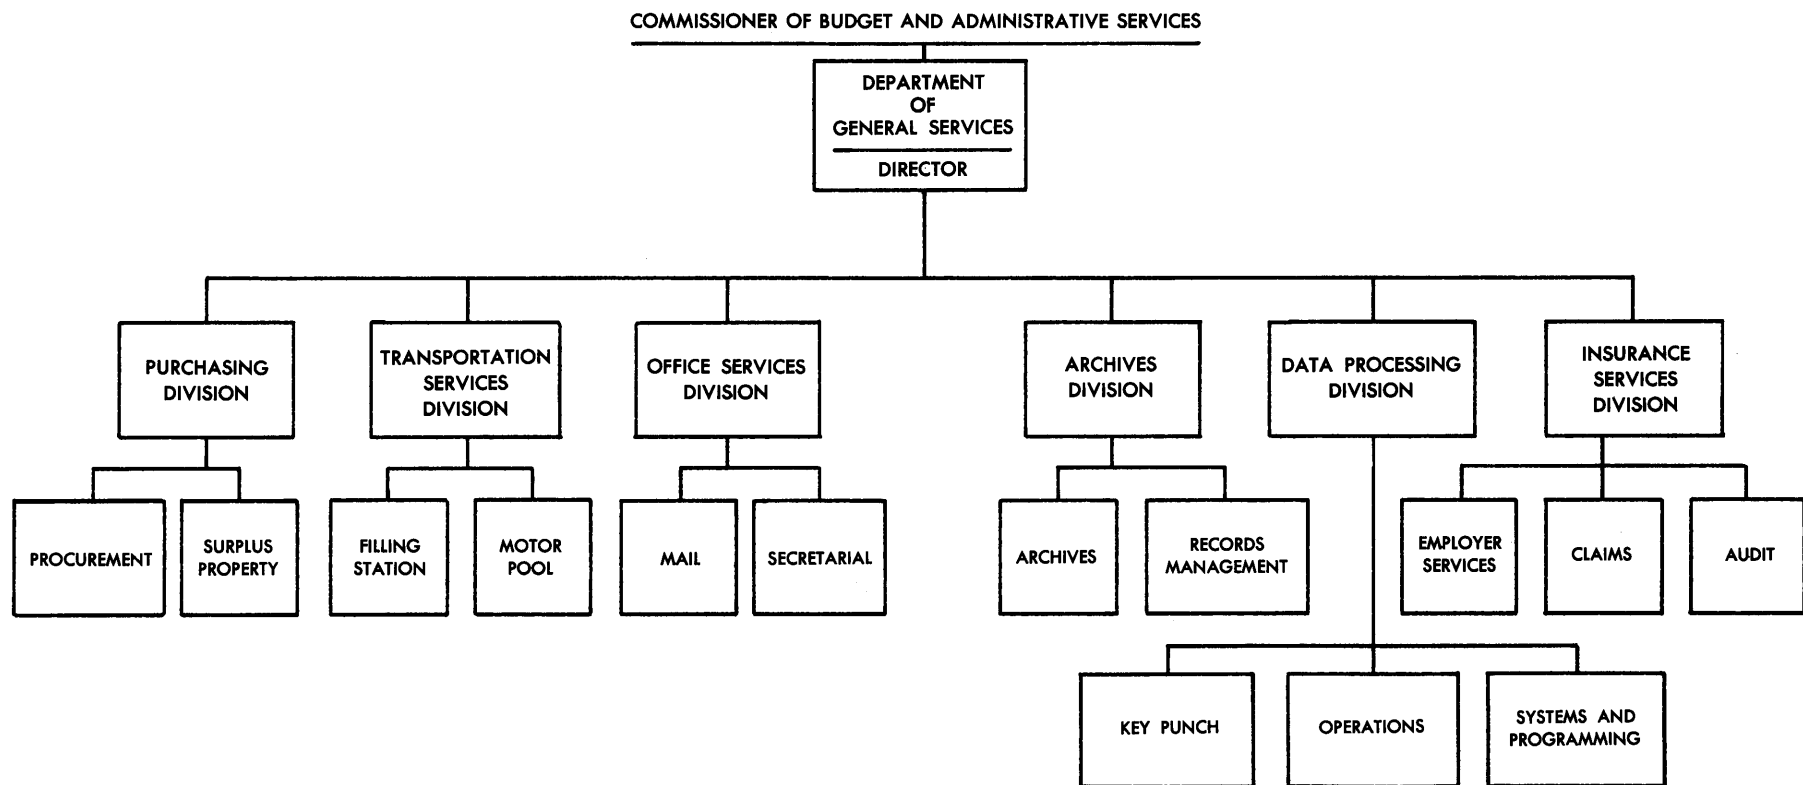 COMMISSIONER OF BUDGET AND ADMINISTRATIVE SERVICES
DEPARTMENT
OF
GENERAL SERVICES
DIRECTOR
PURCHASING
DIVISION
TRANSPORTATION
SERVICES
DIVISION
OFFICE SERVICES
DIVISION
ARCHIVES
DIVISION
DATA PROCESSING
DIVISION
INSURANCE
SERVICES
DIVISION
PROCUREMENT
SURPLUS
PROPERTY
FILLING
STATION
MOTOR
POOL
MAIL
SECRETARIAL
ARCHIVES
RECORDS
MANAGEMENT
EMPLOYER
SERVICES
CLAIMS
AUDIT
KEY PUNCH
OPERATIONS
SYSTEMS AND
PROGRAMMING